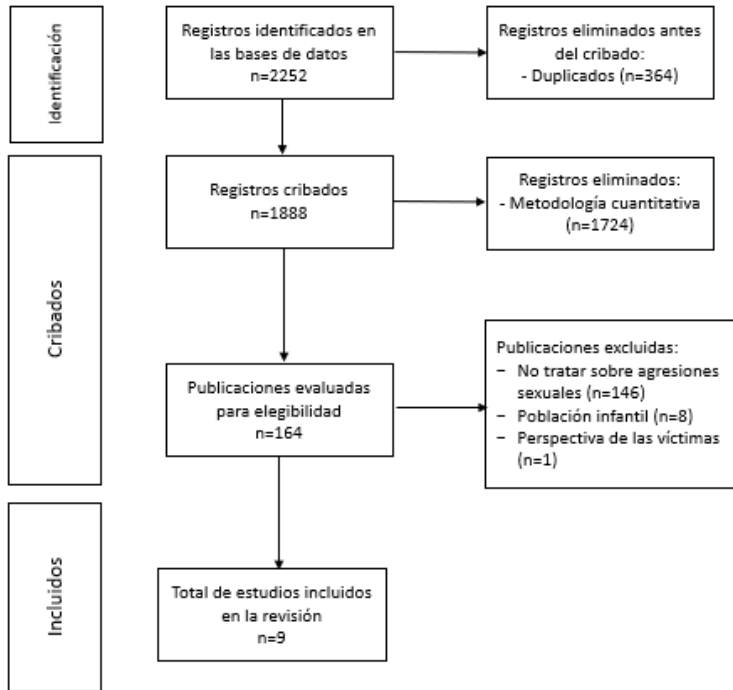 Identificación
Registros identificados en
las bases de datos
n=2252
Registros eliminados antes
del cribado:
- Duplicados (n=364)
Cribados
Registros cribados
n=1888
Registros eliminados:
- Metodología cuantitativa
(n=1724)
Publicaciones evaluadas
para elegibilidad
n=164
Publicaciones excluidas:
− No tratar sobre agresiones
sexuales (n=146)
− Población infantil (n=8)
− Perspectiva de las víctimas
(n=1)
Incluidos
Total de estudios incluidos
en la revisión
n=9